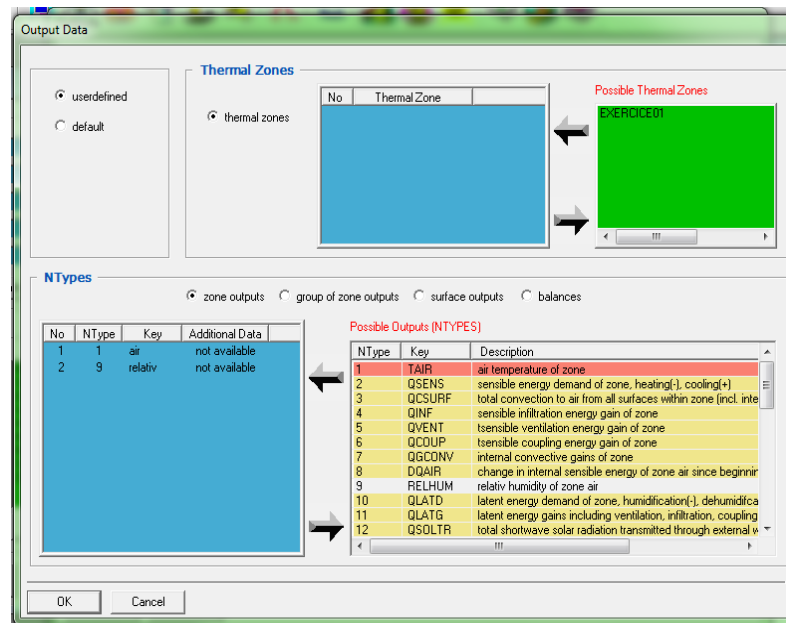 Output Data
userdefined
default
Thermal Zones
thermal zones
No Thermal Zone
Possible Thermal Zones
EXERCICE01
NTypes
zone outputs group of zone outputs surface outputs balances
No NType Key Additional Data
1 1 air not available
2 9 relativ not available
Possible Outputs (NTYPES)
NType Key Description
1 TAIR air temperature of zone
2 QSENS sensible energy demand of zone, heating(-), cooling(+)
3 QCSURF total convection to air from all surfaces within zone (incl. inte
4 QINF sensible infiltration energy gain of zone
5 QVENT tsensible ventilation energy gain of zone
6 QCOUP tsensible coupling energy gain of zone
7 QGCONV internal convective gains of zone
8 DQAIR change in internal sensible energy of zone air since beginnin
9 RELHUM relativ humidity of zone air
10 QLATD latent energy demand of zone, humidification(-), dehumidifca
11 QLATG latent energy gains including ventilation, infiltration, coupling
12 QSOLTR total shortwave solar radiation transmitted through external w
OK Cancel